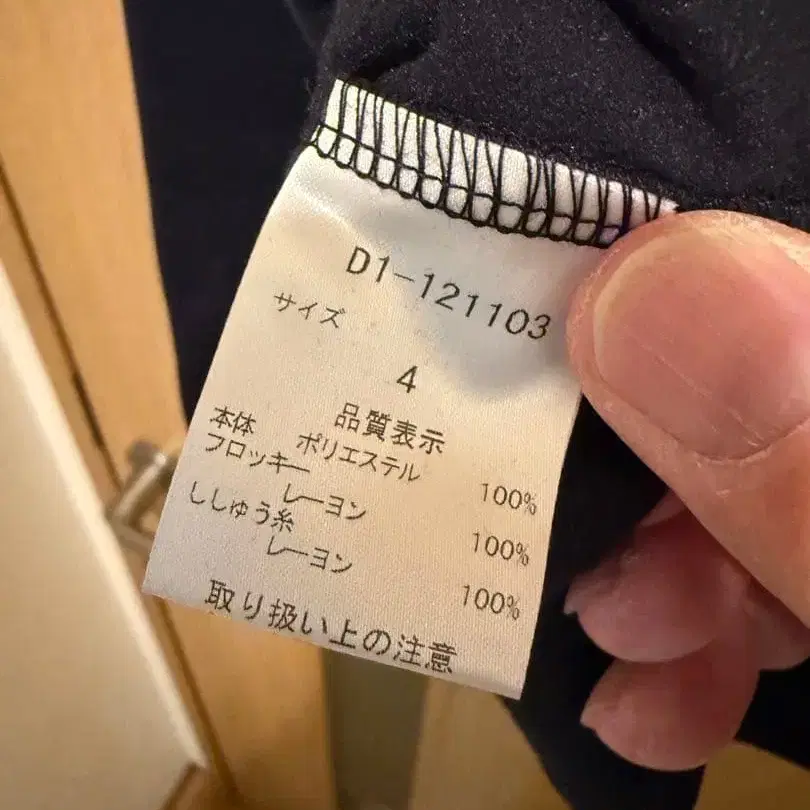 D1-121103
サイズ
4
品質表示
本体 ポリエステル 100%
フロッキー
レーヨン 100%
ししゅう糸
レーヨン 100%
取り扱い上の注意